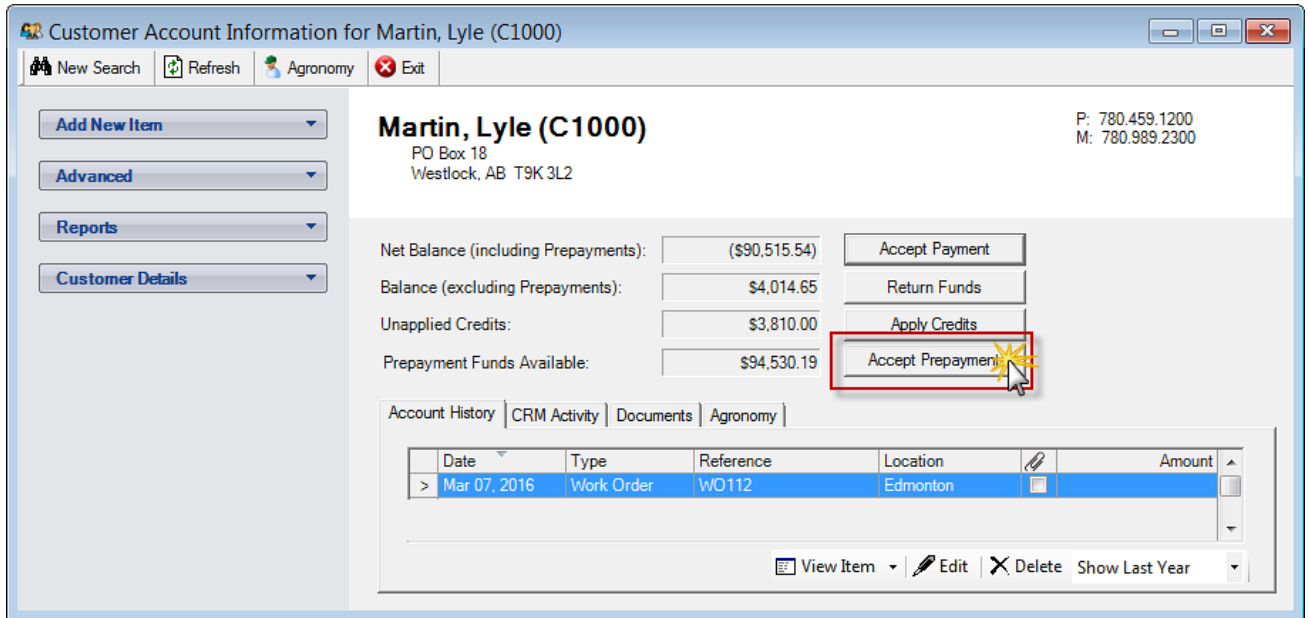 Customer Account Information for Martin, Lyle (C1000)
New Search Refresh Agronomy Exit
Add New Item
Advanced
Reports
Customer Details
Martin, Lyle (C1000)
PO Box 18
Westlock, AB T9K 3L2
P: 780.459.1200
M: 780.989.2300
Net Balance (including Prepayments): ($90,515.54) Accept Payment
Balance (excluding Prepayments): $4,014.65 Return Funds
Unapplied Credits: $3,810.00 Apply Credits
Prepayment Funds Available: $94,530.19 Accept Prepayment
Account History CRM Activity Documents Agronomy
Date Type Reference Location Amount
> Mar 07, 2016 Work Order WO112 Edmonton
View Item Edit Delete Show Last Year